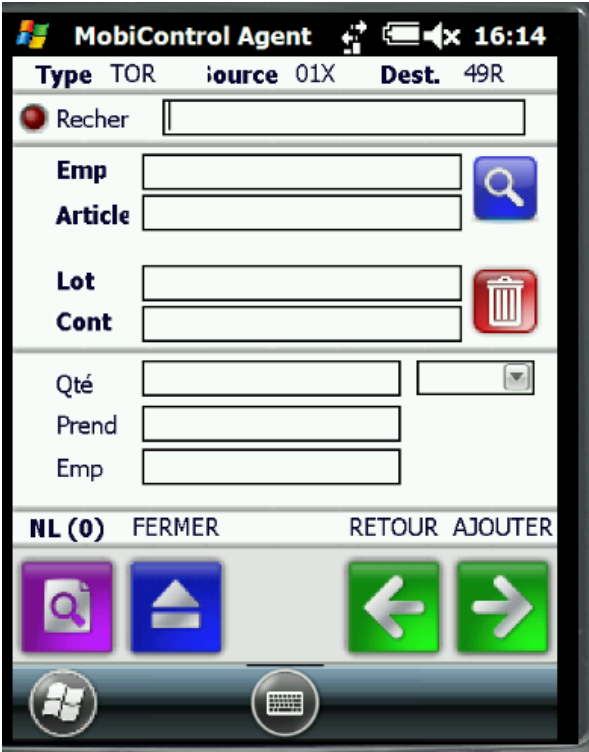 MobiControl Agent 16:14
Type TOR ource 01X Dest. 49R
Recher
Emp
Article
Lot
Cont
Qté
Prend
Emp
NL (0) FERMER RETOUR AJOUTER